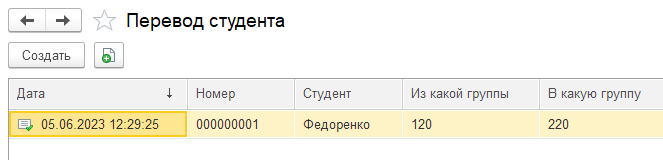 Перевод студента
Создать
Дата ↓ Номер Студент Из какой группы В какую группу
05.06.2023 12:29:25 000000001 Федоренко 120 220